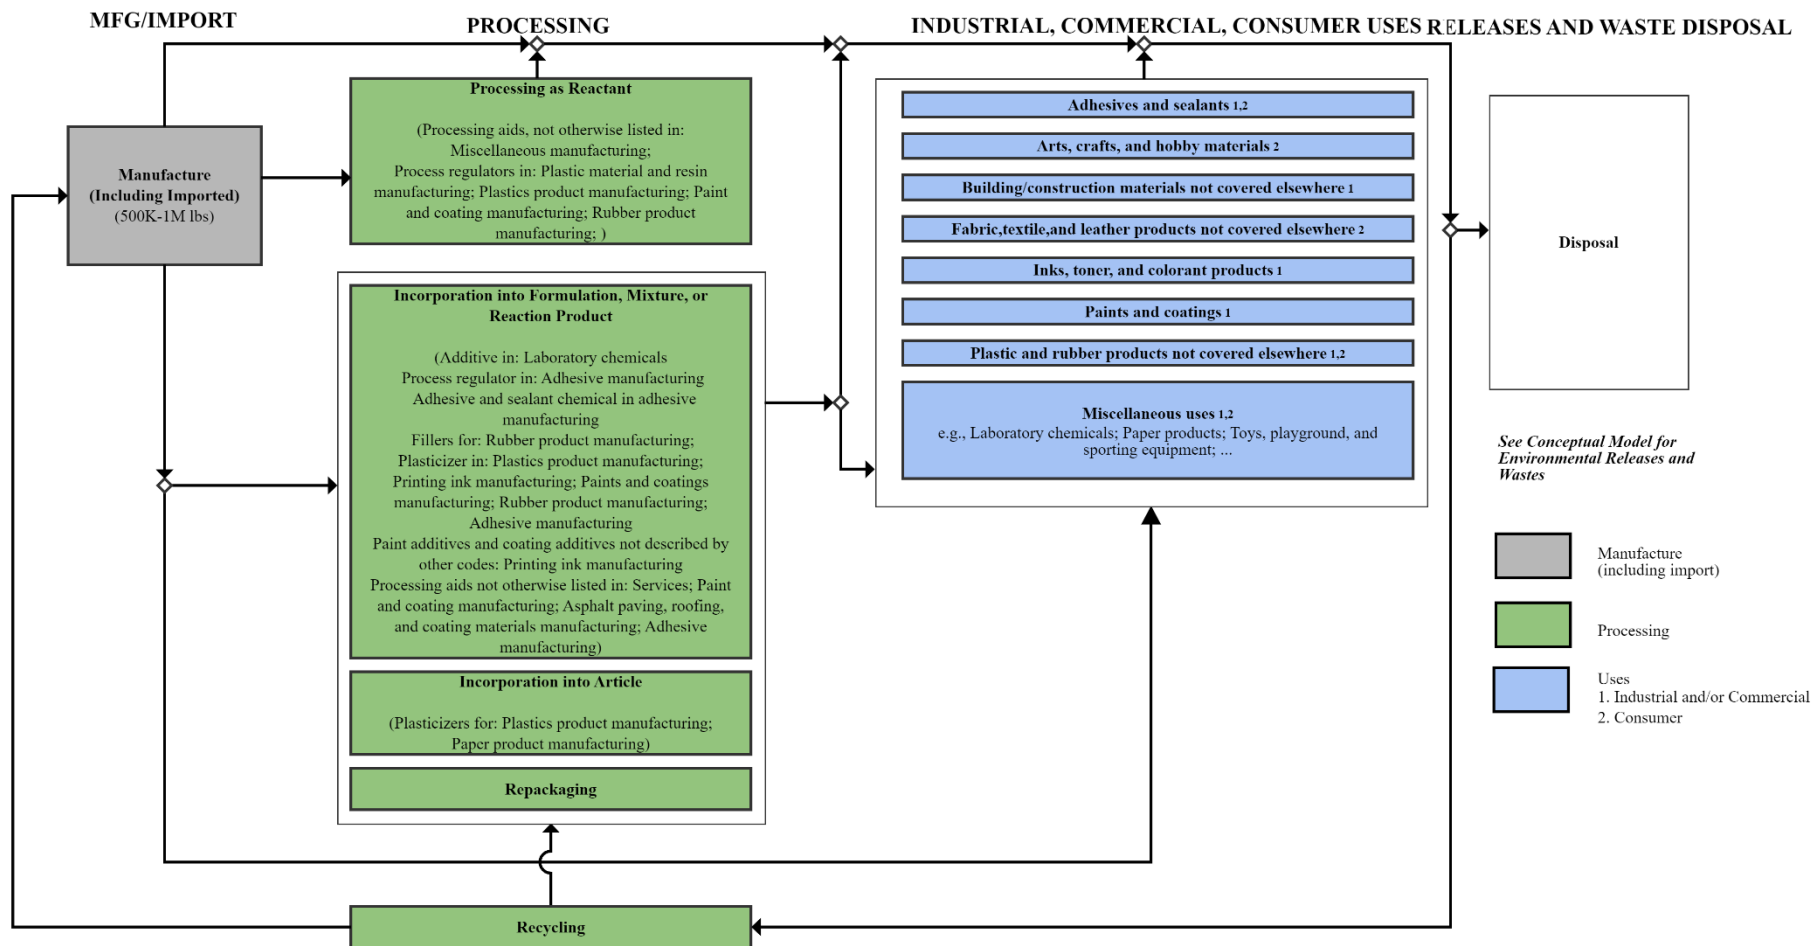 MFG/IMPORT
PROCESSING
INDUSTRIAL, COMMERCIAL, CONSUMER USES RELEASES AND WASTE DISPOSAL
Manufacture
(Including Imported)
(500K-1M lbs)
Processing as Reactant
(Processing aids, not otherwise listed in:
Miscellaneous manufacturing;
Process regulators in: Plastic material and resin
manufacturing; Plastics product manufacturing; Paint
and coating manufacturing; Rubber product
manufacturing; )
Incorporation into Formulation, Mixture, or
Reaction Product
(Additive in: Laboratory chemicals
Process regulator in: Adhesive manufacturing
Adhesive and sealant chemical in adhesive
manufacturing
Fillers for: Rubber product manufacturing;
Plasticizer in: Plastics product manufacturing;
Printing ink manufacturing; Paints and coatings
manufacturing; Rubber product manufacturing;
Adhesive manufacturing
Paint additives and coating additives not described by
other codes: Printing ink manufacturing
Processing aids not otherwise listed in: Services; Paint
and coating manufacturing; Asphalt paving, roofing,
and coating materials manufacturing; Adhesive
manufacturing)
Incorporation into Article
(Plasticizers for: Plastics product manufacturing;
Paper product manufacturing)
Repackaging
Recycling
Adhesives and sealants 1,2
Arts, crafts, and hobby materials 2
Building/construction materials not covered elsewhere 1
Fabric,textile,and leather products not covered elsewhere 2
Inks, toner, and colorant products 1
Paints and coatings 1
Plastic and rubber products not covered elsewhere 1,2
Miscellaneous uses 1,2
e.g., Laboratory chemicals; Paper products; Toys, playground, and
sporting equipment; ...
Disposal
See Conceptual Model for
Environmental Releases and
Wastes
Manufacture
(including import)
Processing
Uses
1. Industrial and/or Commercial
2. Consumer